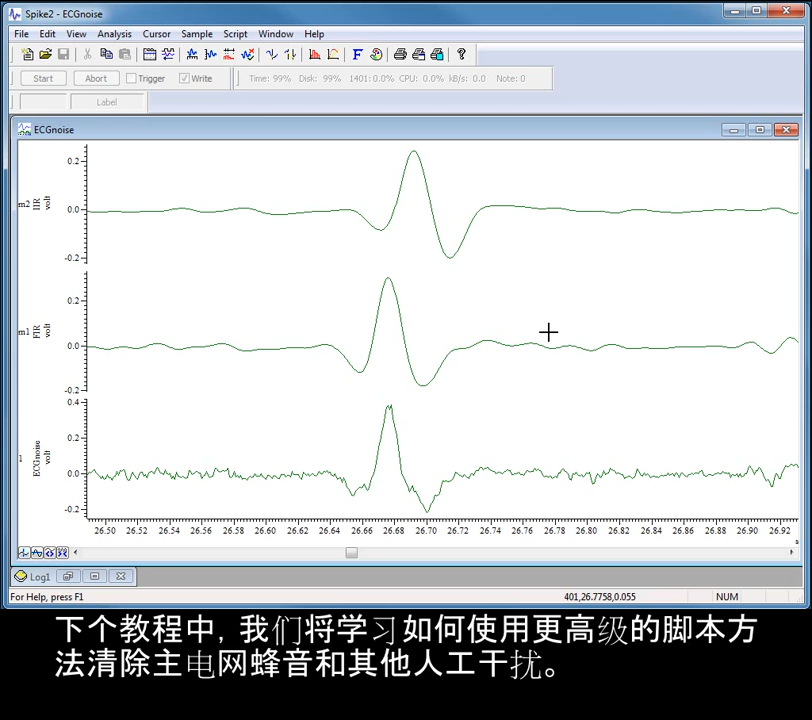 Spike2 - ECGnoise
File Edit View Analysis Cursor Sample Script Window Help
Start Abort Trigger Write Time: 99% Disk: 99% 1401: 0.0% CPU: 0.0% kB/s: 0.0 Note: 0
Label
ECGnoise
0.2
0.0
-0.2
m2 IIR volt
0.2
0.0
-0.2
m1 FIR volt
0.4
0.2
0.0
-0.2
1 ECGnoise volt
26.50 26.52 26.54 26.56 26.58 26.60 26.62 26.64 26.66 26.68 26.70 26.72 26.74 26.76 26.78 26.80 26.82 26.84 26.86 26.88 26.90 26.92
s
Log1
For Help, press F1 401,26.7758,0.055 NUM
下个教程中, 我们将学习如何使用更高级的脚本方
法清除主电网蜂音和其他人工干扰。